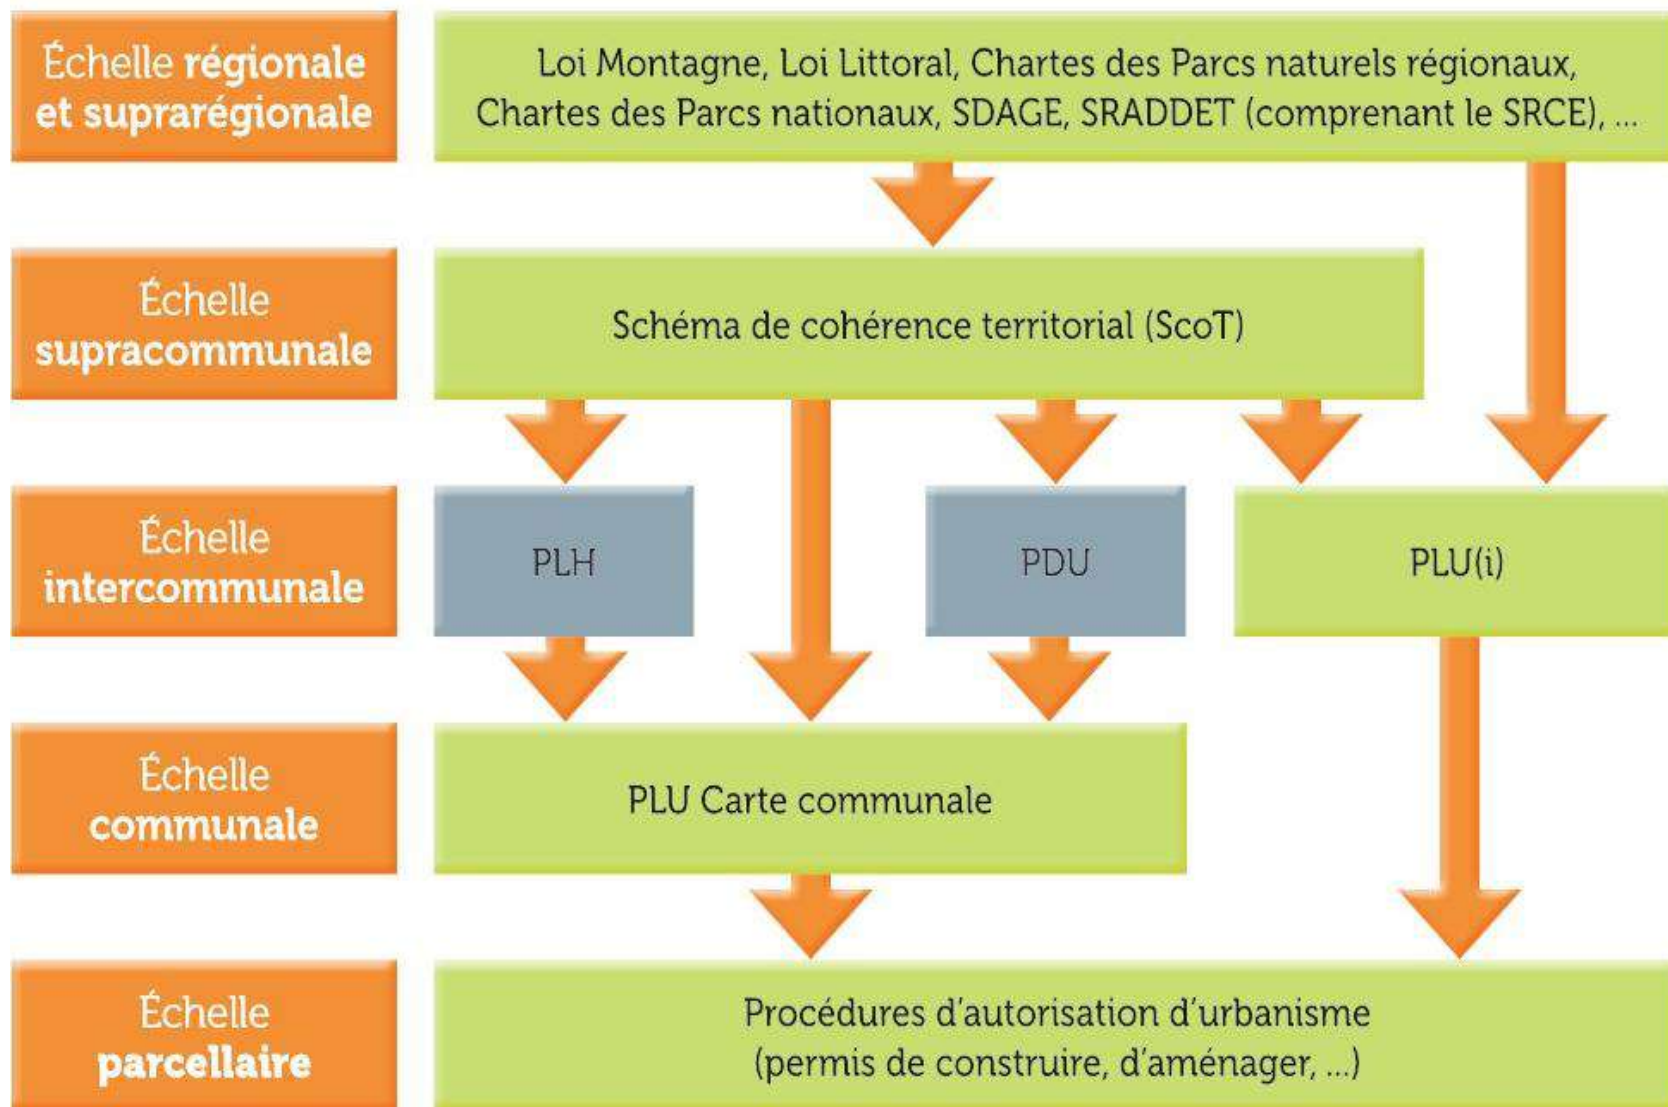 Échelle régionale
et suprarégionale
Loi Montagne, Loi Littoral, Chartes des Parcs naturels régionaux,
Chartes des Parcs nationaux, SDAGE, SRADDET (comprenant le SRCE), ...
Échelle
supracommunale
Schéma de cohérence territorial (ScoT)
Échelle
intercommunale
PLH
PDU
PLU(i)
Échelle
communale
PLU Carte communale
Échelle
parcellaire
Procédures d'autorisation d'urbanisme
(permis de construire, d'aménager, ...)